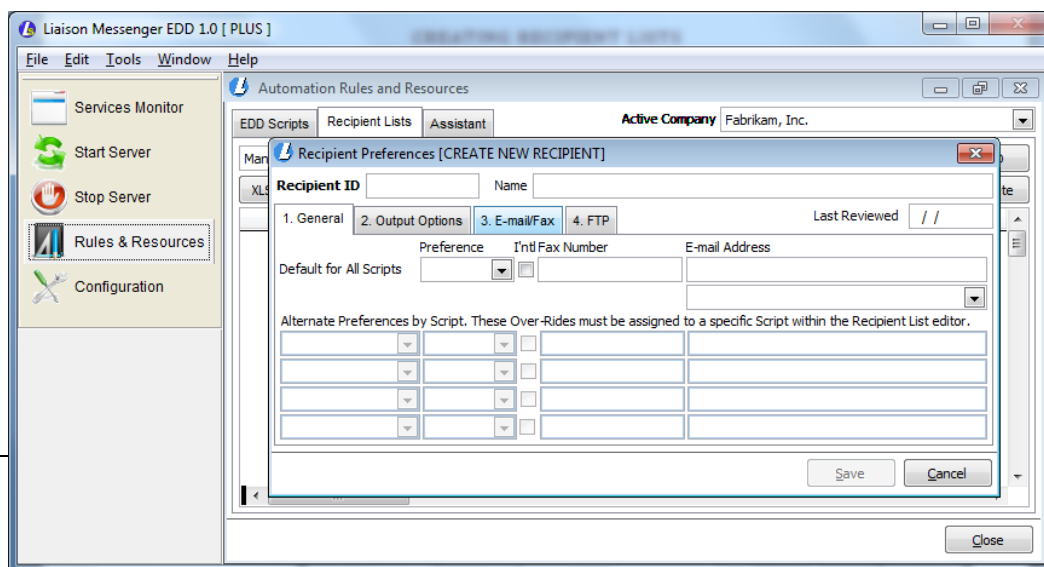 Liaison Messenger EDD 1.0 [ PLUS ]
CREATING RECIPIENT LISTS
File Edit Tools Window Help
Services Monitor
Start Server
Stop Server
Rules & Resources
Configuration
Automation Rules and Resources
EDD Scripts Recipient Lists Assistant Active Company Fabrikam, Inc.
Recipient Preferences [CREATE NEW RECIPIENT]
Recipient ID Name
1. General 2. Output Options 3. E-mail/Fax 4. FTP Last Reviewed / /
Preference I'ntl Fax Number E-mail Address
Default for All Scripts
Alternate Preferences by Script. These Over-Rides must be assigned to a specific Script within the Recipient List editor.
Save Cancel
Close